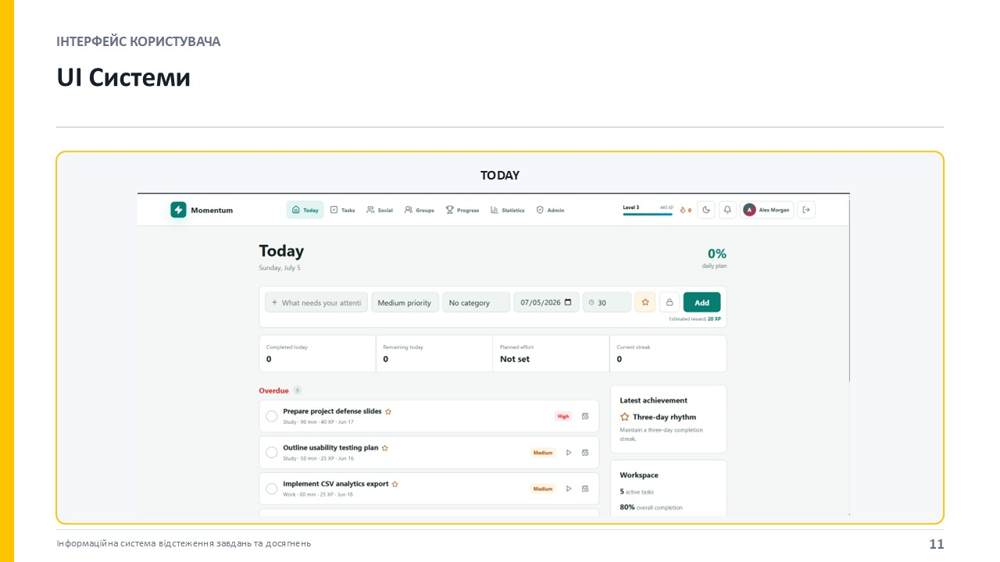 ІНТЕРФЕЙС КОРИСТУВАЧА
UI Системи
TODAY
Momentum
Today
Tasks
Social
Groups
Progress
Statistics
Admin
Level 3
445 XP
0
A
Alex Morgan
Today
Sunday, July 5
0%
daily plan
+ What needs your attenti
Medium priority
No category
07/05/2026
30
Add
Estimated reward: 20 XP
Completed today
0
Remaining today
0
Planned effort
Not set
Current streak
0
Overdue 5
Prepare project defense slides
Study · 90 min · 40 XP · Jun 17
High
Outline usability testing plan
Study · 50 min · 25 XP · Jun 16
Medium
Implement CSV analytics export
Work · 60 min · 25 XP · Jun 18
Medium
Latest achievement
Three-day rhythm
Maintain a three-day completion
streak.
Workspace
5 active tasks
80% overall completion
Інформаційна система відстеження завдань та досягнень
11